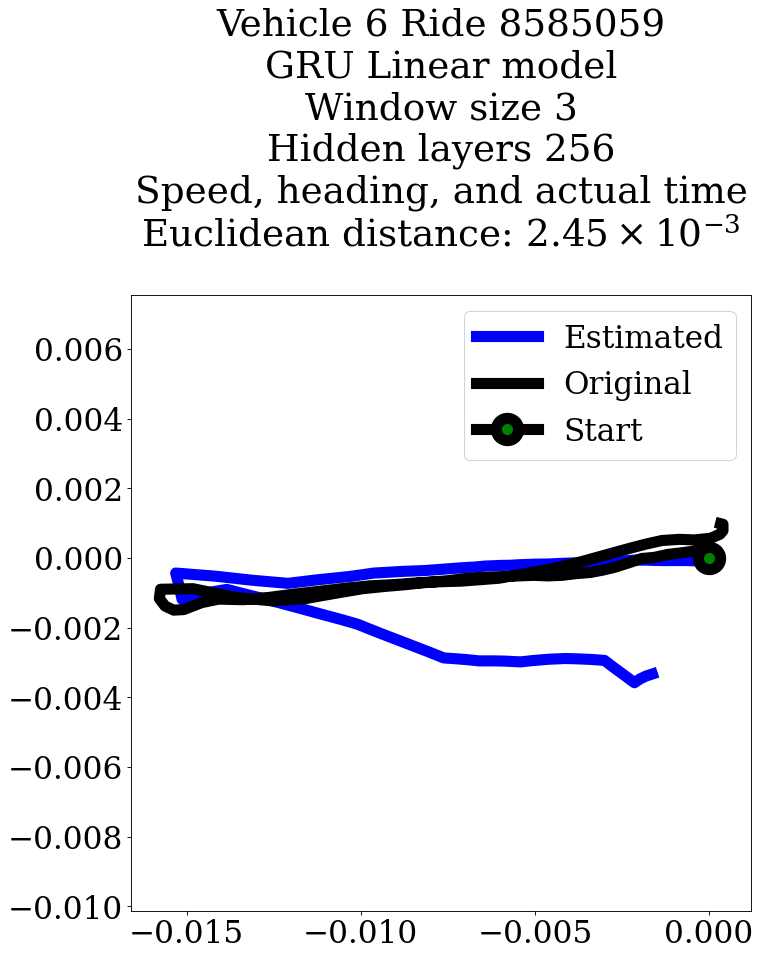 Vehicle 6 Ride 8585059
GRU Linear model
Window size 3
Hidden layers 256
Speed, heading, and actual time
Euclidean distance: 2.45 × 10⁻³
Estimated
Original
Start
0.006
0.004
0.002
0.000
−0.002
−0.004
−0.006
−0.008
−0.010
−0.015 −0.010 −0.005 0.000